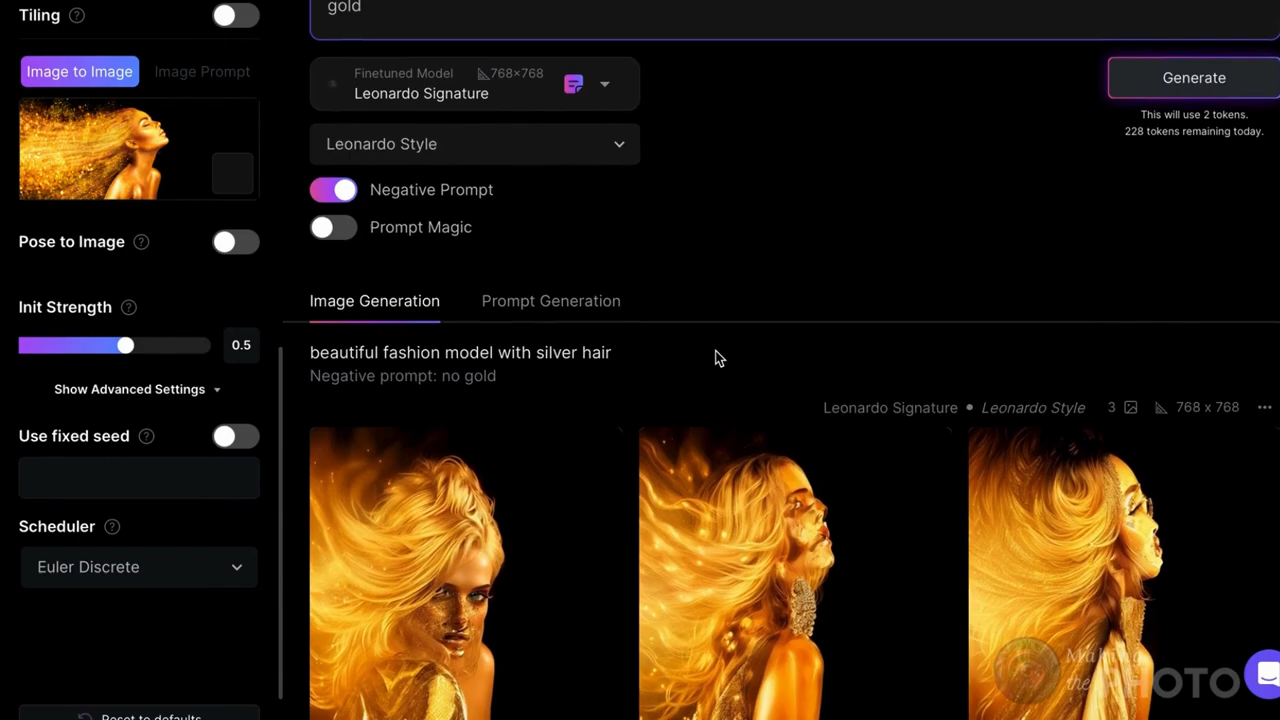 Tiling
gold
Image to Image
Image Prompt
Finetuned Model
768×768
Leonardo Signature
Generate
This will use 2 tokens.
228 tokens remaining today.
Leonardo Style
Negative Prompt
Pose to Image
Prompt Magic
Init Strength
Image Generation
Prompt Generation
0.5
beautiful fashion model with silver hair
Negative prompt: no gold
Show Advanced Settings
Leonardo Signature • Leonardo Style
3
768 x 768
Use fixed seed
Scheduler
Euler Discrete
Making
the PHOTO
Reset to defaults